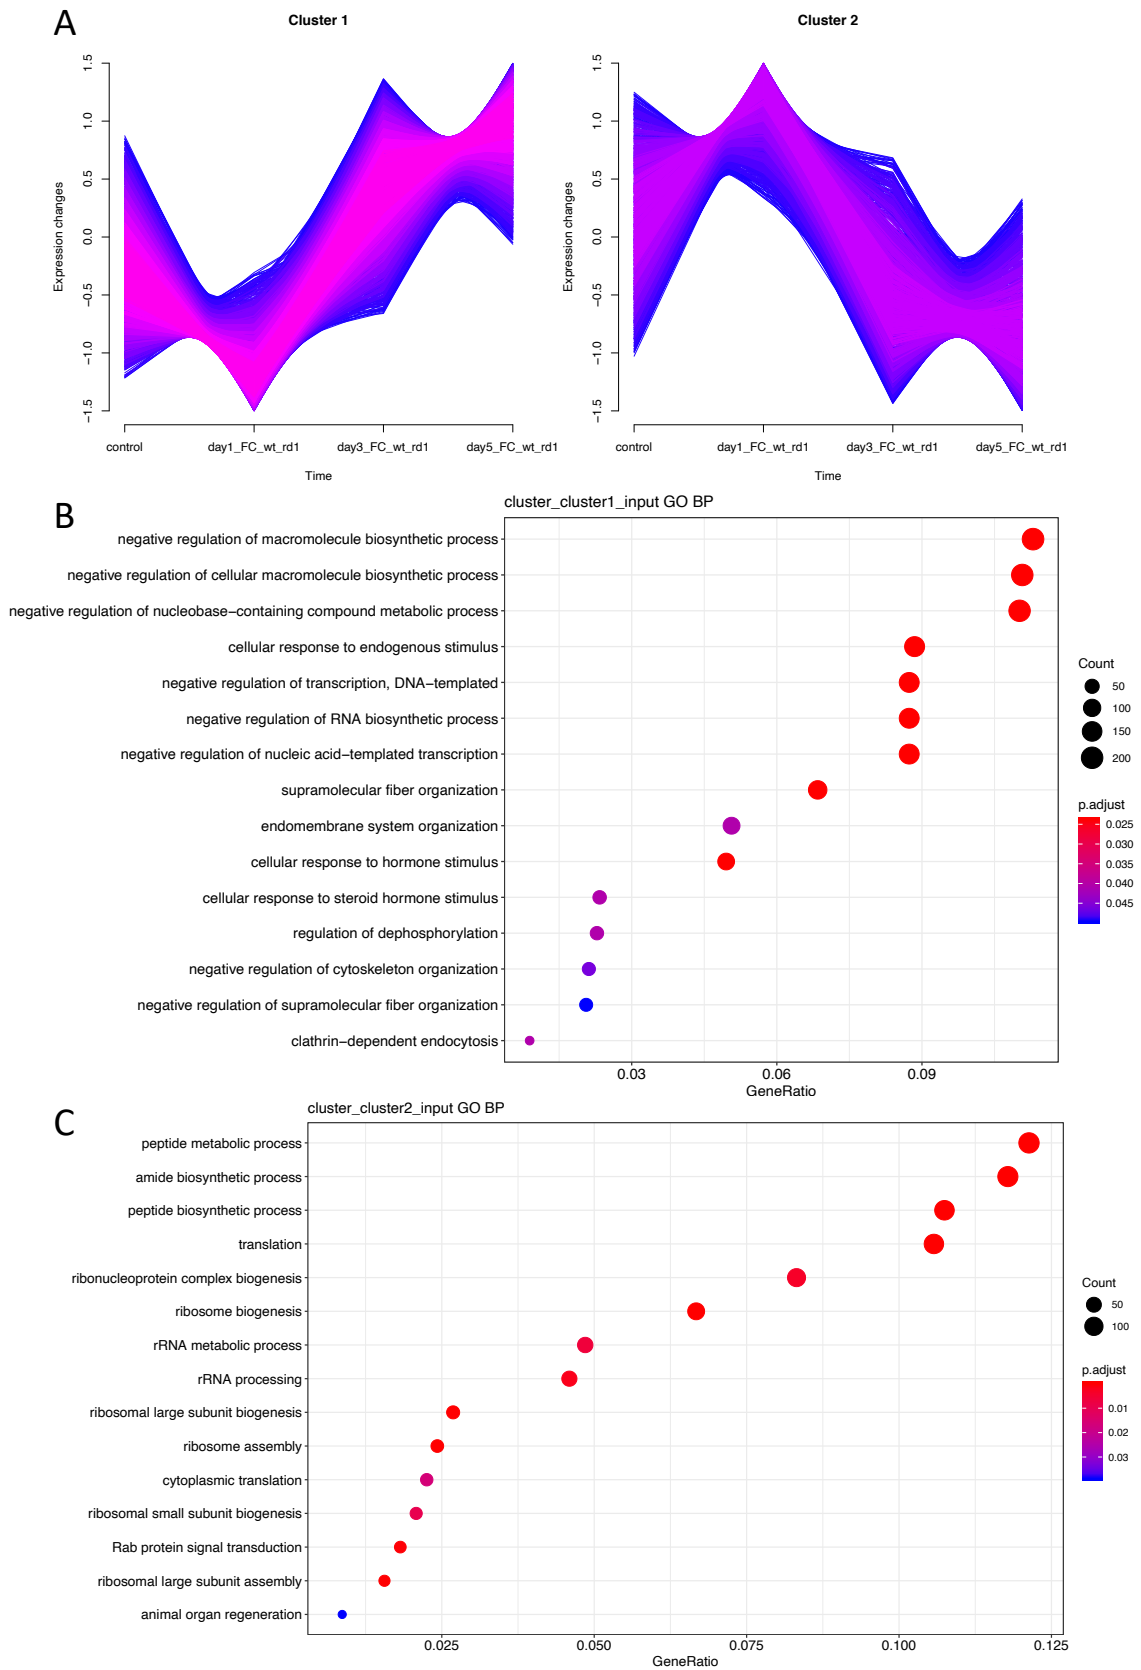 A
Cluster 1
Cluster 2
Expression changes
1.5
1.0
0.5
0.0
−0.5
−1.0
−1.5
control
day1_FC_wt_rd1
day3_FC_wt_rd1
day5_FC_wt_rd1
Time
Expression changes
1.5
1.0
0.5
0.0
−0.5
−1.0
−1.5
control
day1_FC_wt_rd1
day3_FC_wt_rd1
day5_FC_wt_rd1
Time
B
cluster_cluster1_input GO BP
negative regulation of macromolecule biosynthetic process
negative regulation of cellular macromolecule biosynthetic process
negative regulation of nucleobase−containing compound metabolic process
cellular response to endogenous stimulus
negative regulation of transcription, DNA−templated
negative regulation of RNA biosynthetic process
negative regulation of nucleic acid−templated transcription
supramolecular fiber organization
endomembrane system organization
cellular response to hormone stimulus
cellular response to steroid hormone stimulus
regulation of dephosphorylation
negative regulation of cytoskeleton organization
negative regulation of supramolecular fiber organization
clathrin−dependent endocytosis
0.03
0.06
0.09
GeneRatio
Count
50
100
150
200
p.adjust
0.025
0.030
0.035
0.040
0.045
C
cluster_cluster2_input GO BP
peptide metabolic process
amide biosynthetic process
peptide biosynthetic process
translation
ribonucleoprotein complex biogenesis
ribosome biogenesis
rRNA metabolic process
rRNA processing
ribosomal large subunit biogenesis
ribosome assembly
cytoplasmic translation
ribosomal small subunit biogenesis
Rab protein signal transduction
ribosomal large subunit assembly
animal organ regeneration
0.025
0.050
0.075
0.100
0.125
GeneRatio
Count
50
100
p.adjust
0.01
0.02
0.03